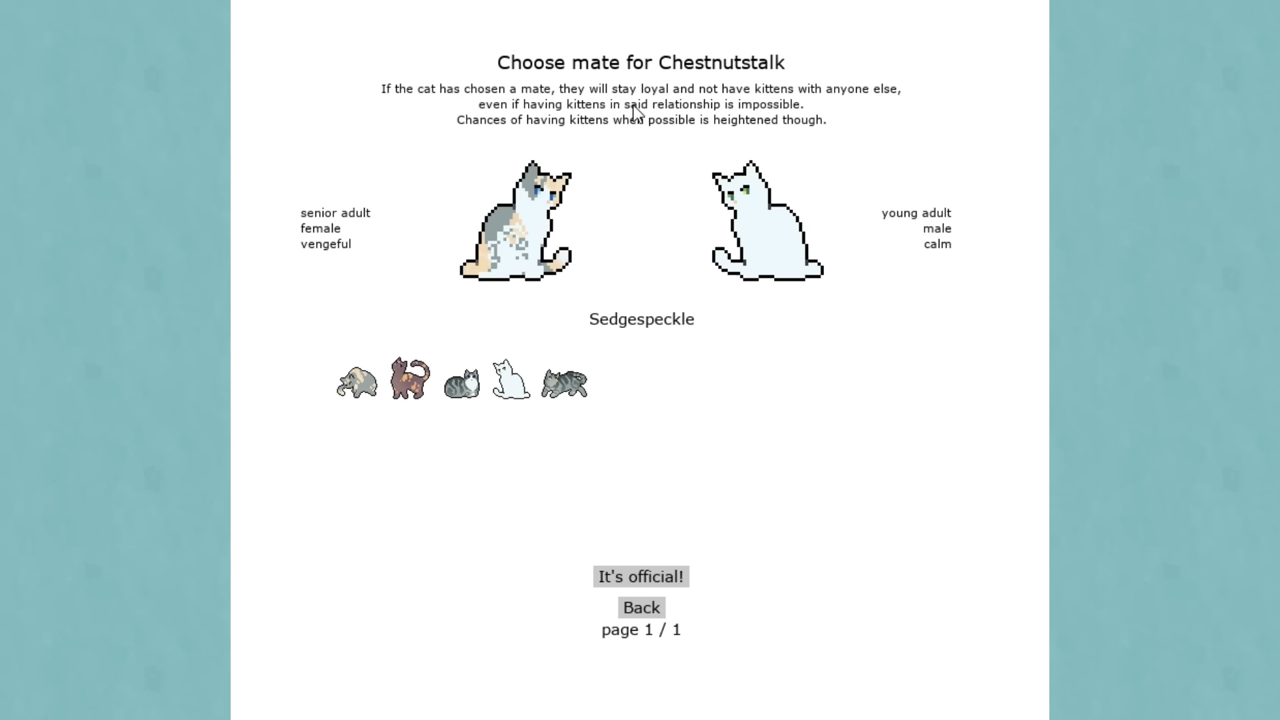 Choose mate for Chestnutstalk
If the cat has chosen a mate, they will stay loyal and not have kittens with anyone else,
even if having kittens in said relationship is impossible.
Chances of having kittens when possible is heightened though.
senior adult
female
vengeful
young adult
male
calm
Sedgespeckle
It's official!
Back
page 1 / 1